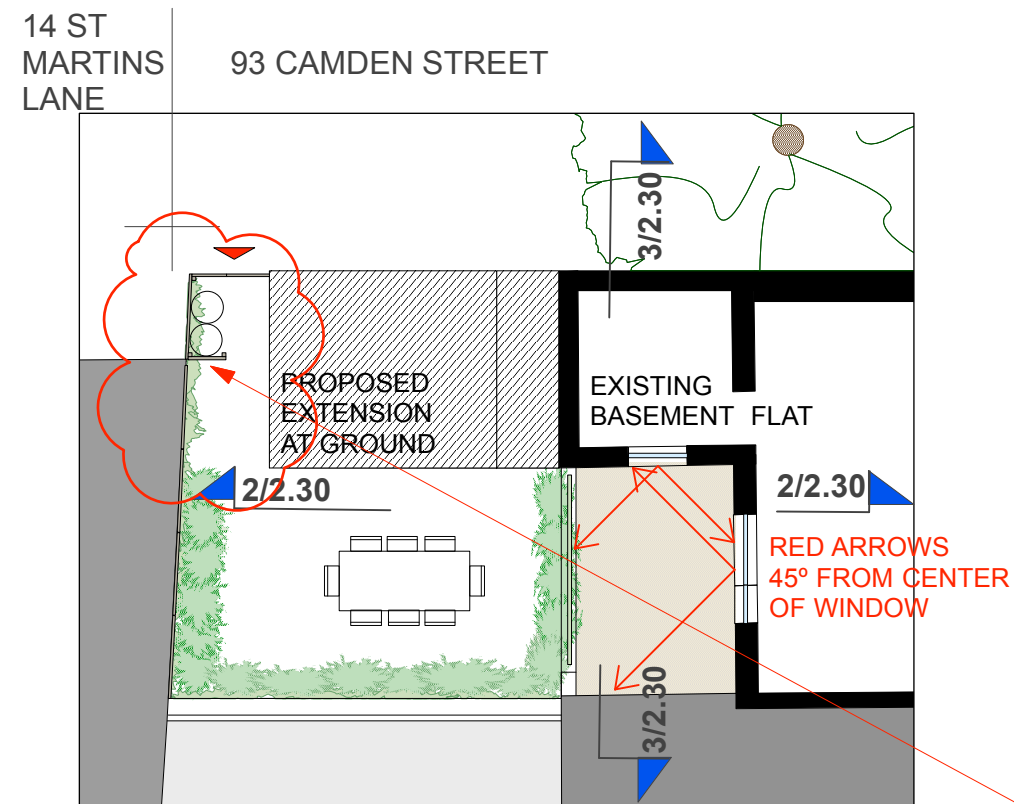 14 ST
MARTINS
LANE
93 CAMDEN STREET
3/2.30
PROPOSED
EXTENSION
AT GROUND
EXISTING
BASEMENT FLAT
2/2.30
2/2.30
RED ARROWS
45º FROM CENTER
OF WINDOW
3/2.30